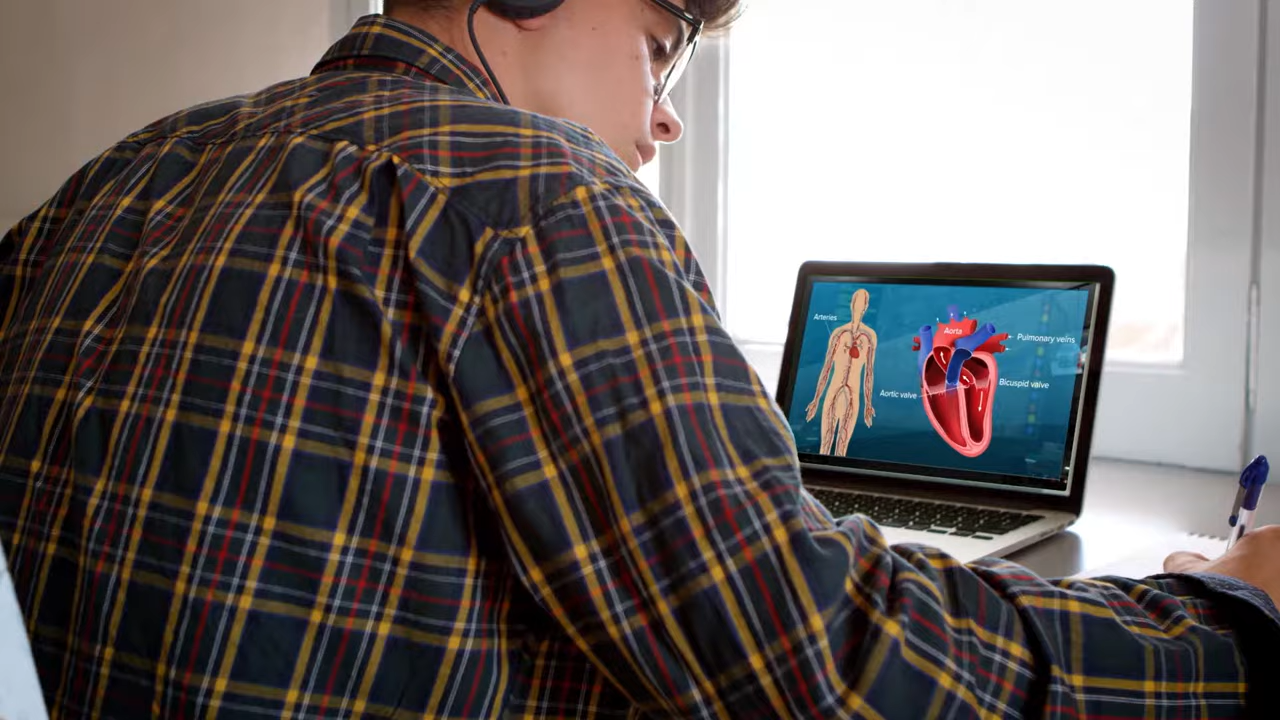 Arteries
Aorta
Pulmonary veins
Bicuspid valve
Aortic valve